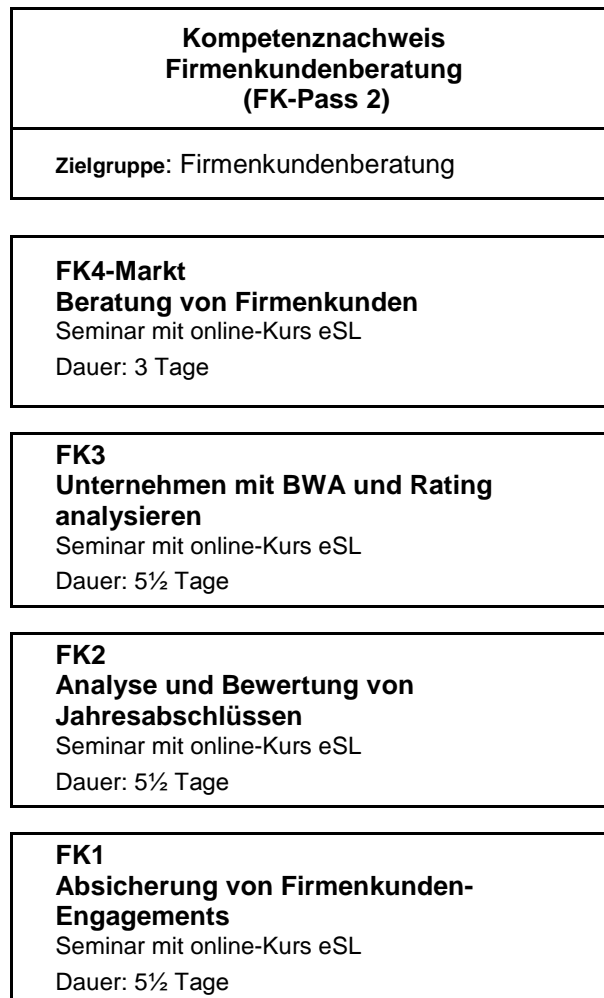 Kompetenznachweis
Firmenkundenberatung
(FK-Pass 2)
Zielgruppe: Firmenkundenberatung
FK4-Markt
Beratung von Firmenkunden
Seminar mit online-Kurs eSL
Dauer: 3 Tage
FK3
Unternehmen mit BWA und Rating
analysieren
Seminar mit online-Kurs eSL
Dauer: 5½ Tage
FK2
Analyse und Bewertung von
Jahresabschlüssen
Seminar mit online-Kurs eSL
Dauer: 5½ Tage
FK1
Absicherung von Firmenkunden-
Engagements
Seminar mit online-Kurs eSL
Dauer: 5½ Tage